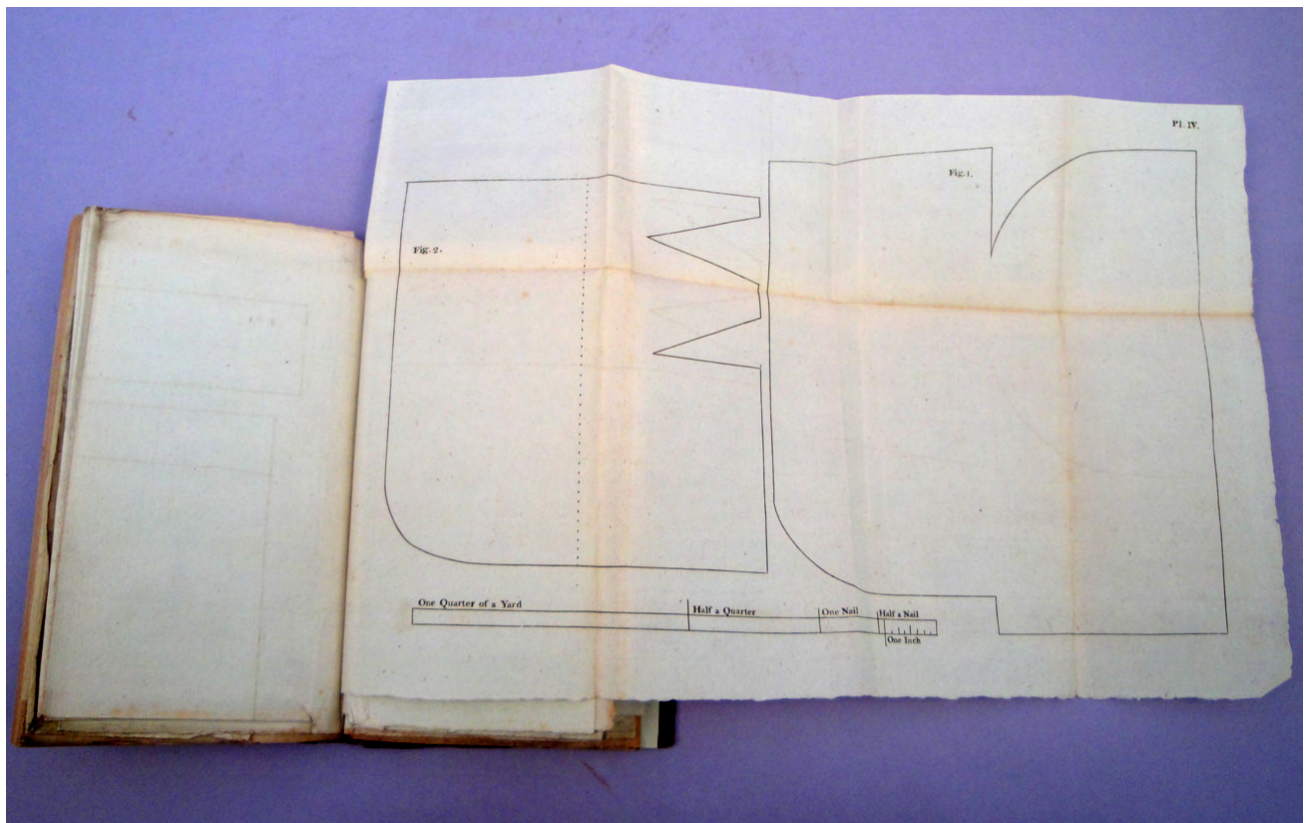 Pl. IV.
Fig. 1.
Fig. 2.
One Quarter of a Yard
Half a Quarter
One Nail
Half a Nail
One Inch